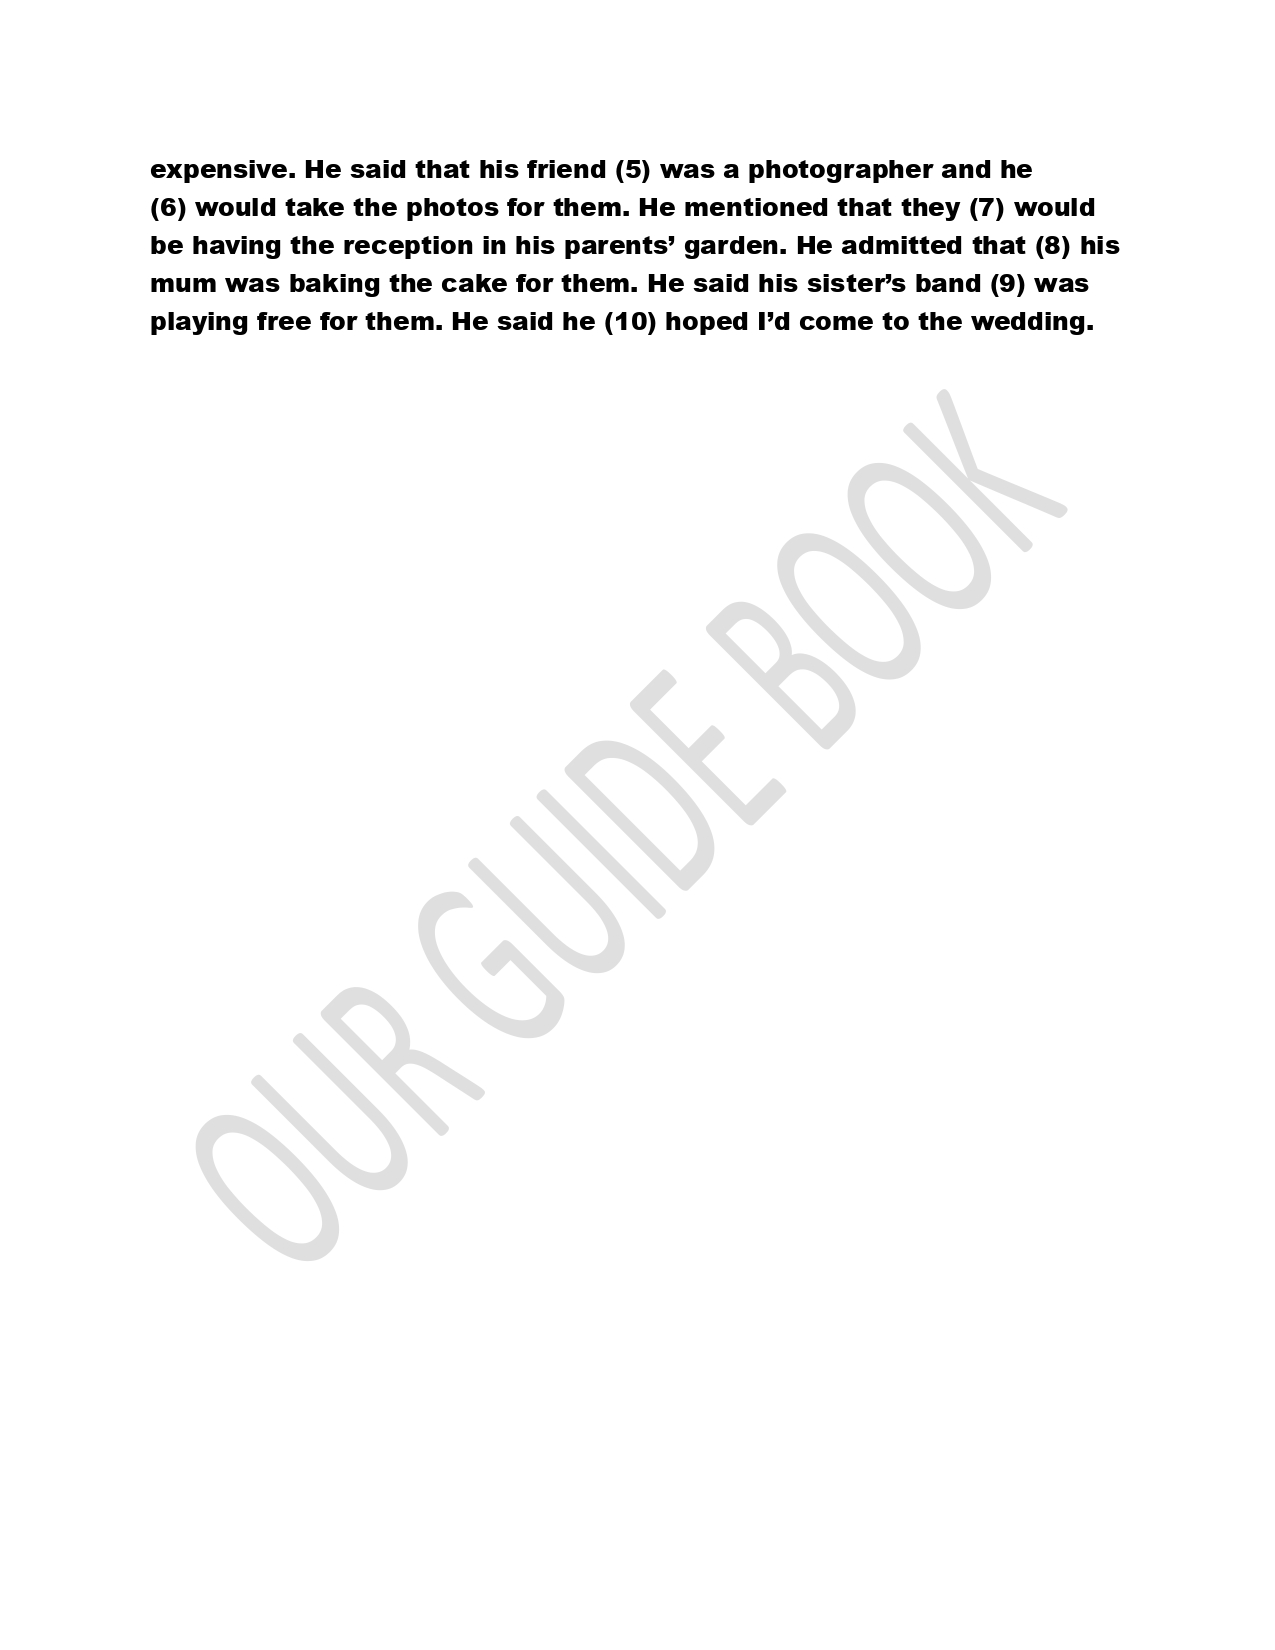 expensive. He said that his friend (5) was a photographer and he
(6) would take the photos for them. He mentioned that they (7) would
be having the reception in his parents’ garden. He admitted that (8) his
mum was baking the cake for them. He said his sister’s band (9) was
playing free for them. He said he (10) hoped I’d come to the wedding.
OUR GUIDE BOOK